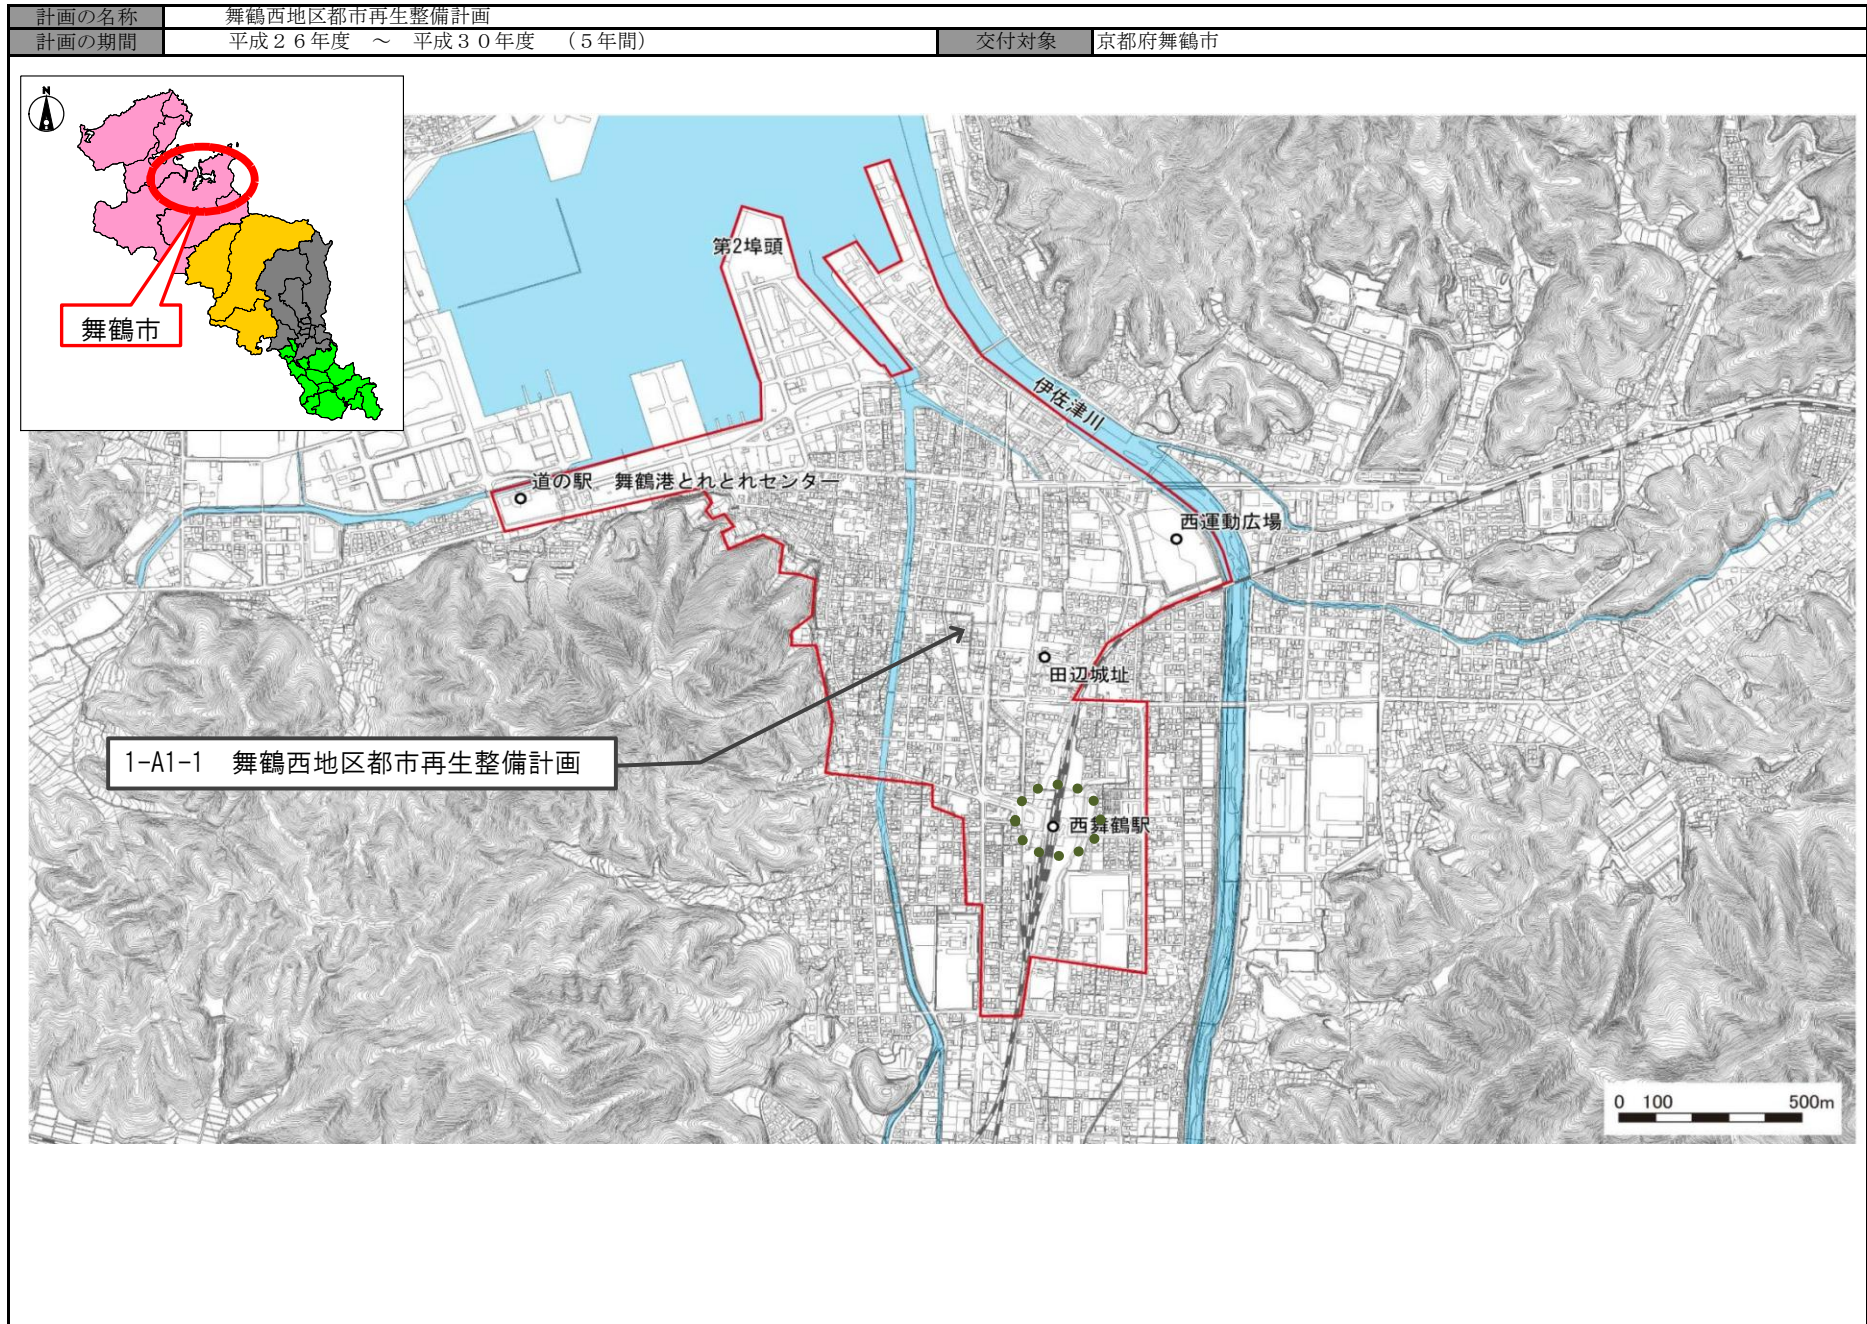 計画の名称 舞鶴西地区都市再生整備計画
計画の期間 平成２６年度 ～ 平成３０年度 （５年間） 交付対象 京都府舞鶴市
N
舞鶴市
第2埠頭
伊佐津川
道の駅 舞鶴港とれとれセンター
西運動広場
田辺城址
1-A1-1 舞鶴西地区都市再生整備計画
西舞鶴駅
0 100 500m